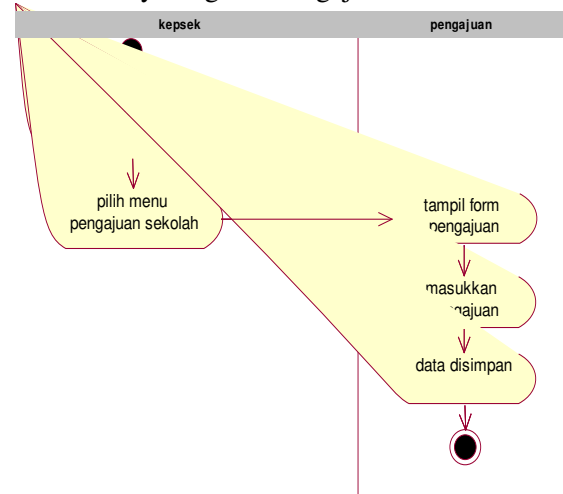 kepsek
pengajuan
pilih menu
pengajuan sekolah
tampil form
pengajuan
masukkan
data disimpan